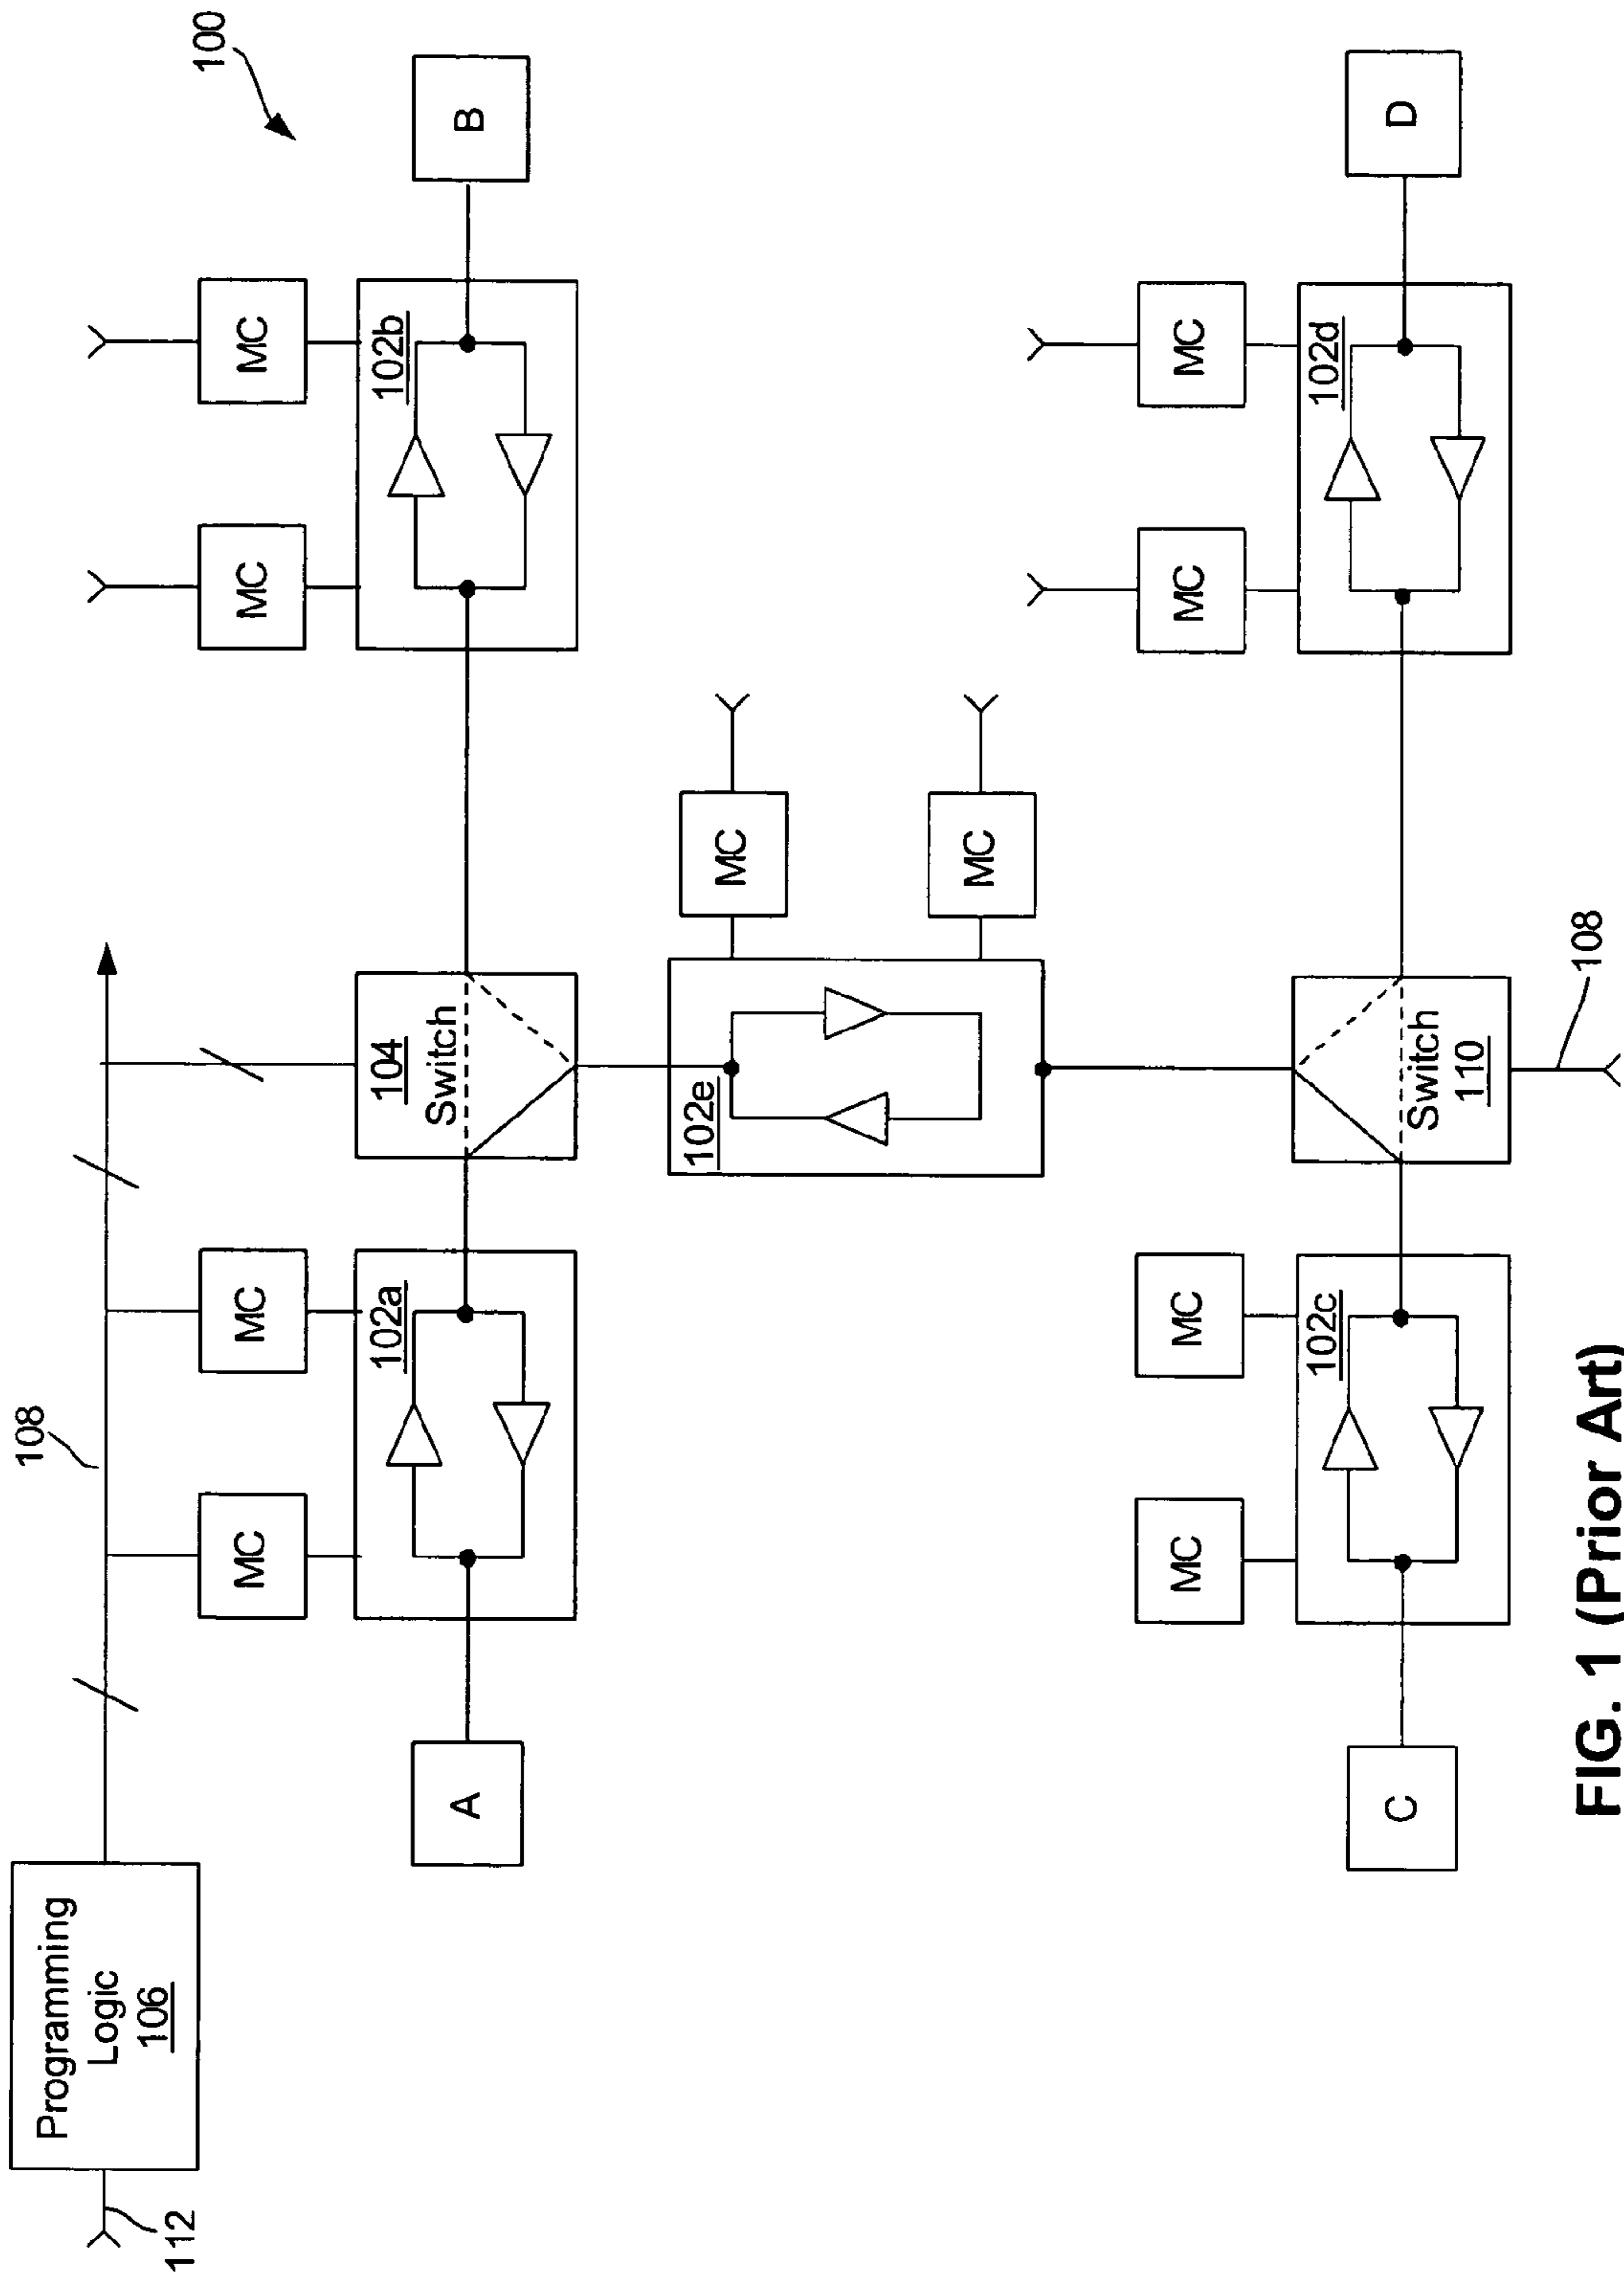 100
108
112
Programming
Logic
106
MC
MC
MC
MC
102a
104
Switch
102b
A
B
MC
MC
102e
MC
MC
MC
MC
102c
Switch
110
102d
C
D
108
FIG. 1 (Prior Art)